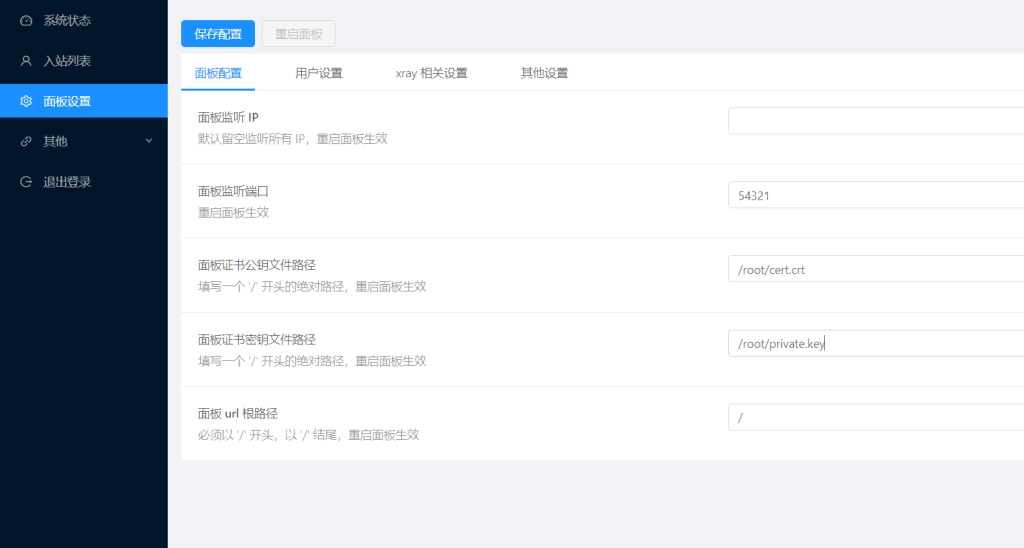 系统状态
入站列表
面板设置
其他
退出登录
保存配置 重启面板
面板配置 用户设置 xray 相关设置 其他设置
面板监听 IP
默认留空监听所有 IP，重启面板生效
面板监听端口
重启面板生效
54321
面板证书公钥文件路径
填写一个 '/' 开头的绝对路径，重启面板生效
/root/cert.crt
面板证书密钥文件路径
填写一个 '/' 开头的绝对路径，重启面板生效
/root/private.key
面板 url 根路径
必须以 '/' 开头，以 '/' 结尾，重启面板生效
/